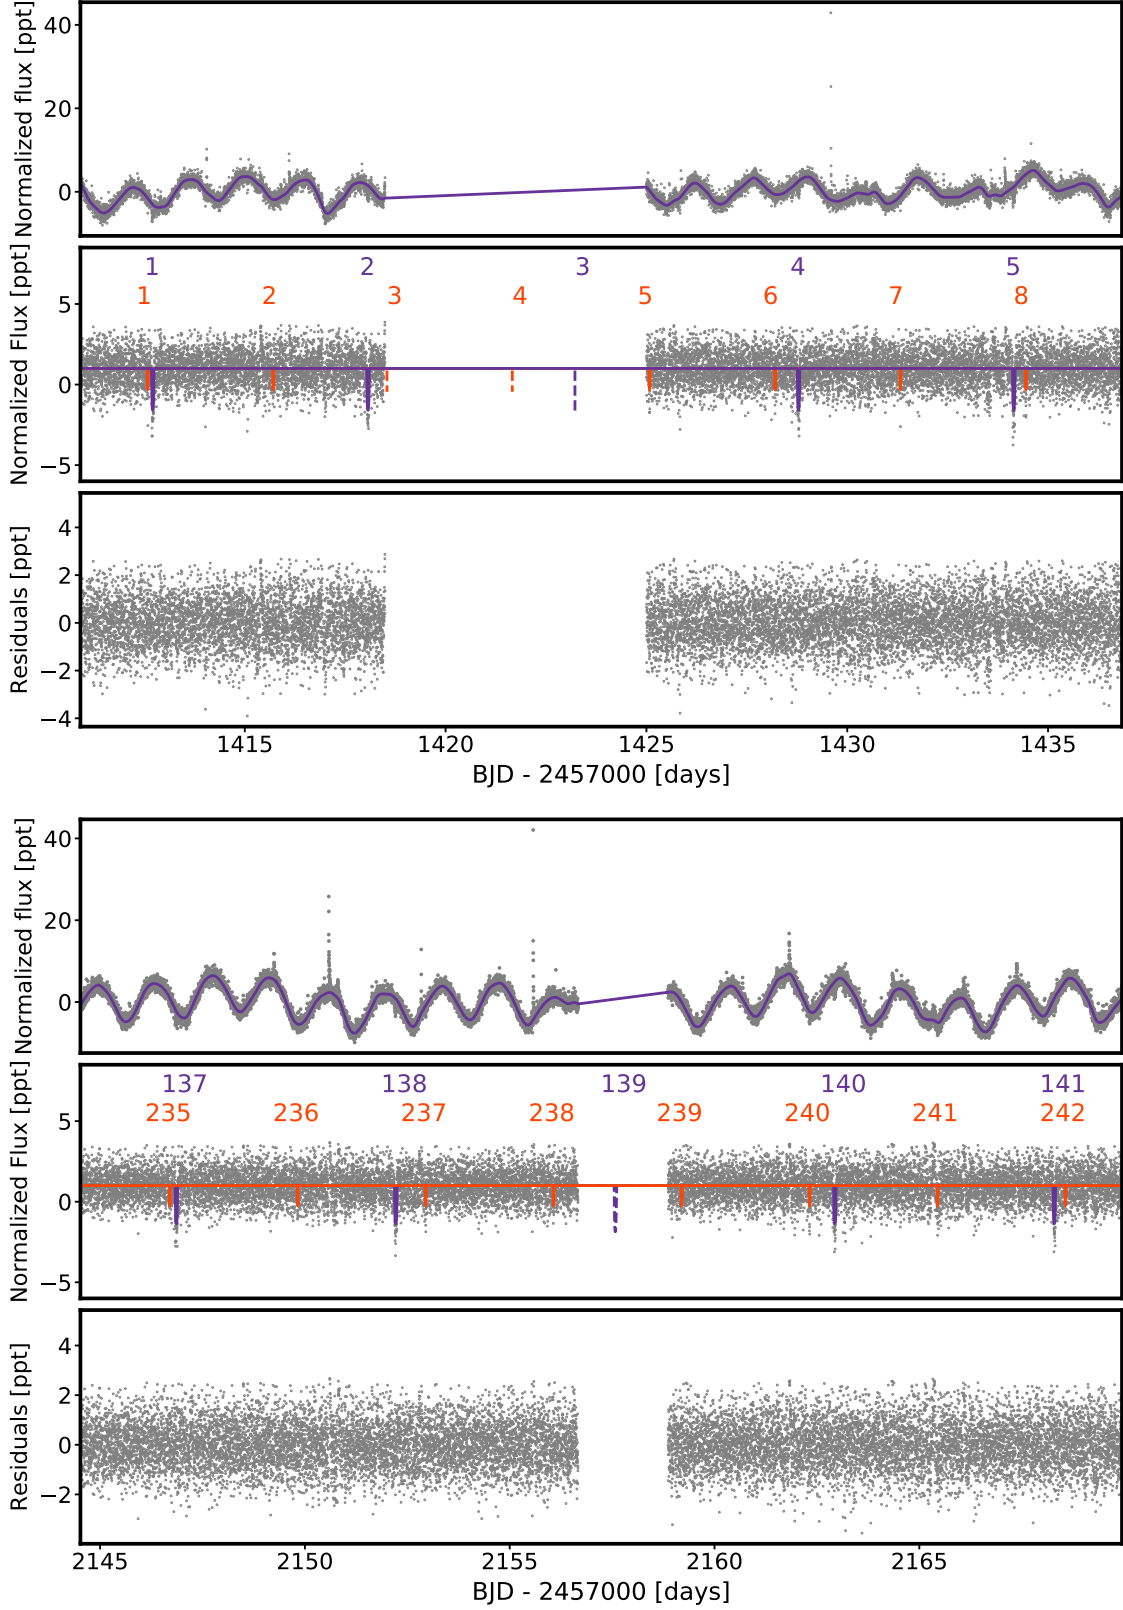 Normalized flux [ppt]
40
20
0
Normalized Flux [ppt]
1 2 3 4 5
1 2 3 4 5 6 7 8
5
0
−5
Residuals [ppt]
4
2
0
−2
−4
1415 1420 1425 1430 1435
BJD - 2457000 [days]
Normalized flux [ppt]
40
20
0
Normalized Flux [ppt]
137 138 139 140 141
235 236 237 238 239 240 241 242
5
0
−5
Residuals [ppt]
4
2
0
−2
2145 2150 2155 2160 2165
BJD - 2457000 [days]